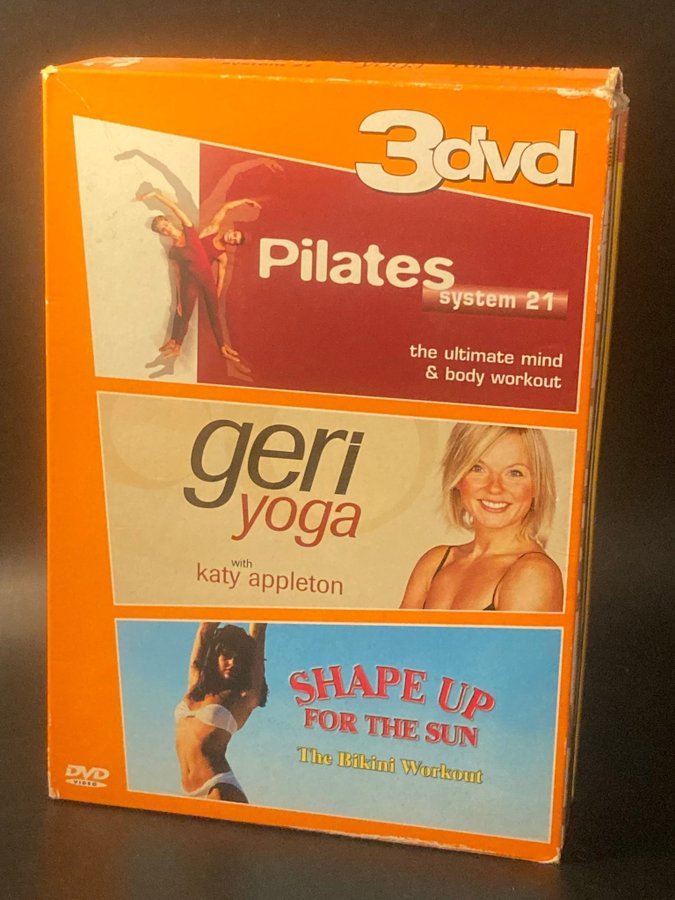 3dvd
Pilates
system 21
the ultimate mind
& body workout
geri
yoga
with
katy appleton
SHAPE UP
FOR THE SUN
The Bikini Workout
DVD
VIDEO